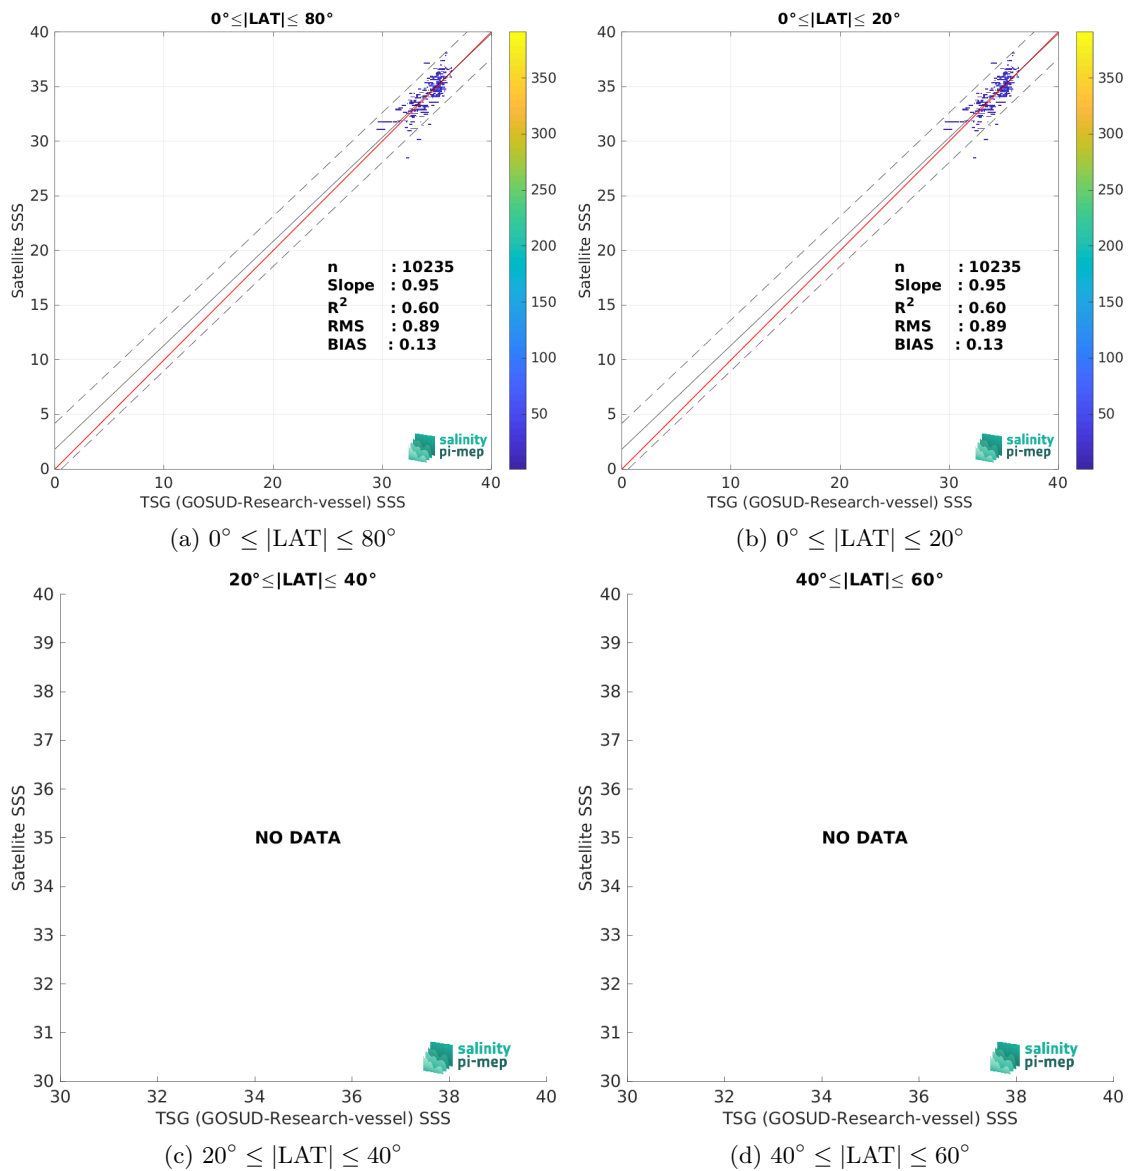 0°≤|LAT|≤ 80°
40
35
30
25
20
15
10
5
0
Satellite SSS
n : 10235
Slope : 0.95
R² : 0.60
RMS : 0.89
BIAS : 0.13
salinity
pi-mep
0 10 20 30 40
TSG (GOSUD-Research-vessel) SSS
350
300
250
200
150
100
50
(a) 0° ≤ |LAT| ≤ 80°
0°≤|LAT|≤ 20°
40
35
30
25
20
15
10
5
0
Satellite SSS
n : 10235
Slope : 0.95
R² : 0.60
RMS : 0.89
BIAS : 0.13
salinity
pi-mep
0 10 20 30 40
TSG (GOSUD-Research-vessel) SSS
350
300
250
200
150
100
50
(b) 0° ≤ |LAT| ≤ 20°
20°≤|LAT|≤ 40°
40
39
38
37
36
35
34
33
32
31
30
Satellite SSS
NO DATA
salinity
pi-mep
30 32 34 36 38 40
TSG (GOSUD-Research-vessel) SSS
(c) 20° ≤ |LAT| ≤ 40°
40°≤|LAT|≤ 60°
40
39
38
37
36
35
34
33
32
31
30
Satellite SSS
NO DATA
salinity
pi-mep
30 32 34 36 38 40
TSG (GOSUD-Research-vessel) SSS
(d) 40° ≤ |LAT| ≤ 60°